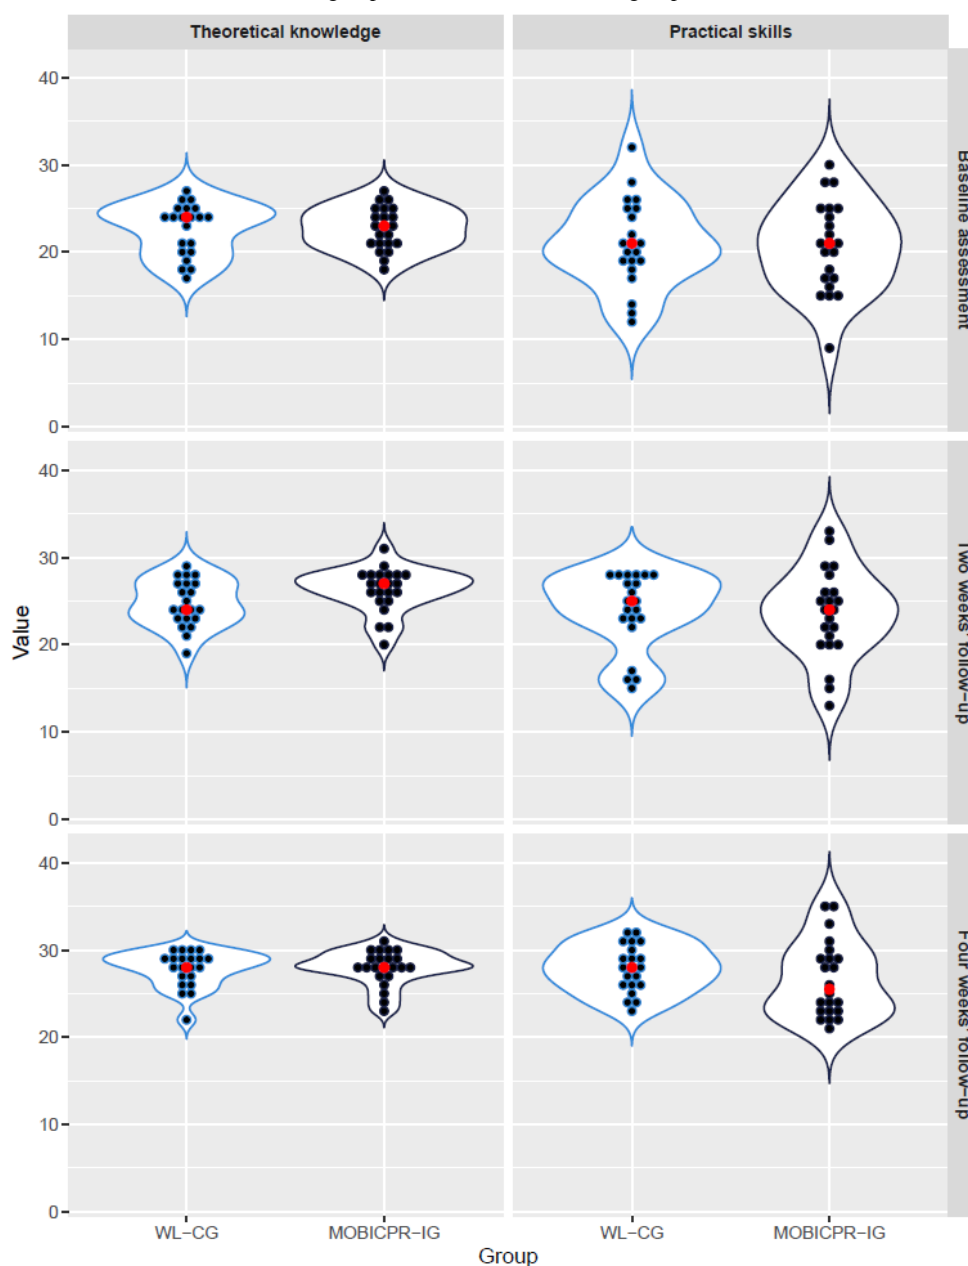 Theoretical knowledge
Practical skills
40
30
20
10
0
Baseline assessment
40
30
20
10
0
Two weeks' follow-up
40
30
20
10
0
Four weeks' follow-up
Value
WL-CG
MOBICPR-IG
WL-CG
MOBICPR-IG
Group